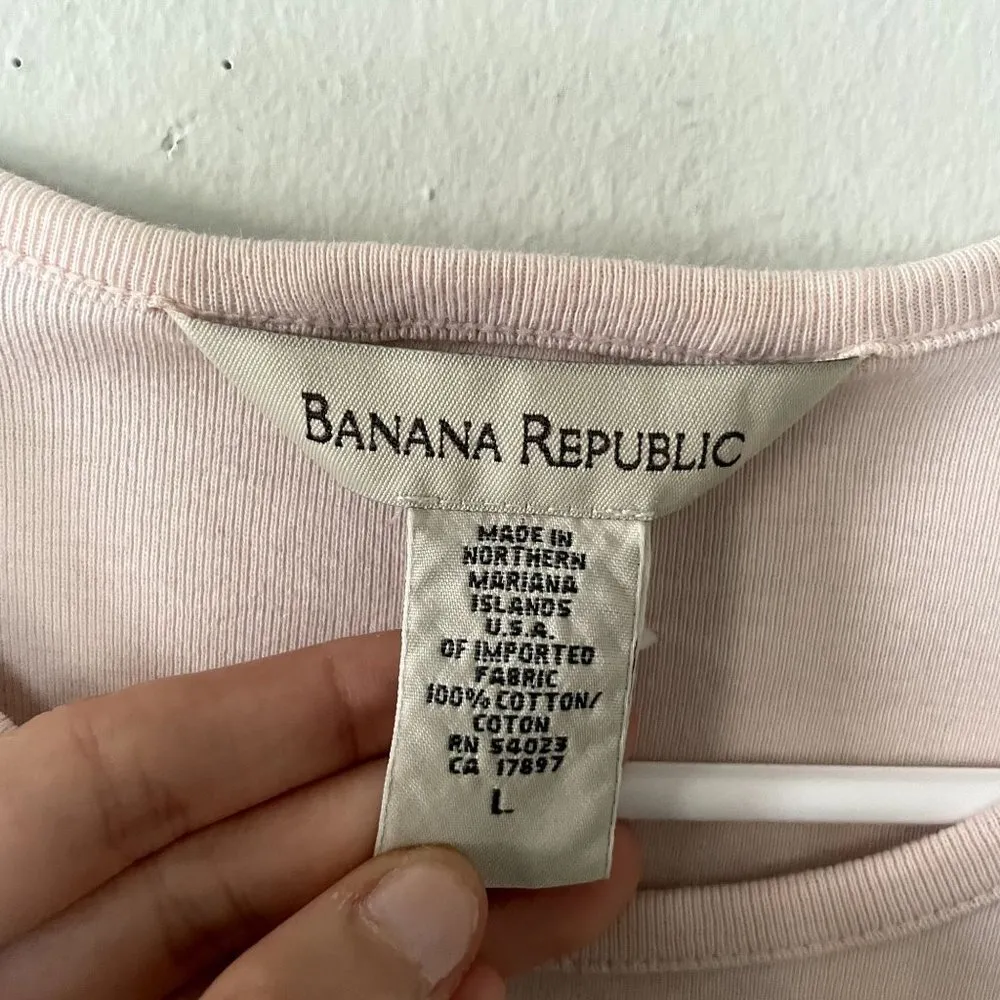 BANANA REPUBLIC
MADE IN
NORTHERN
MARIANA
ISLANDS
U.S.A.
OF IMPORTED
FABRIC
100% COTTON/
COTON
RN 54023
CA 17897
L